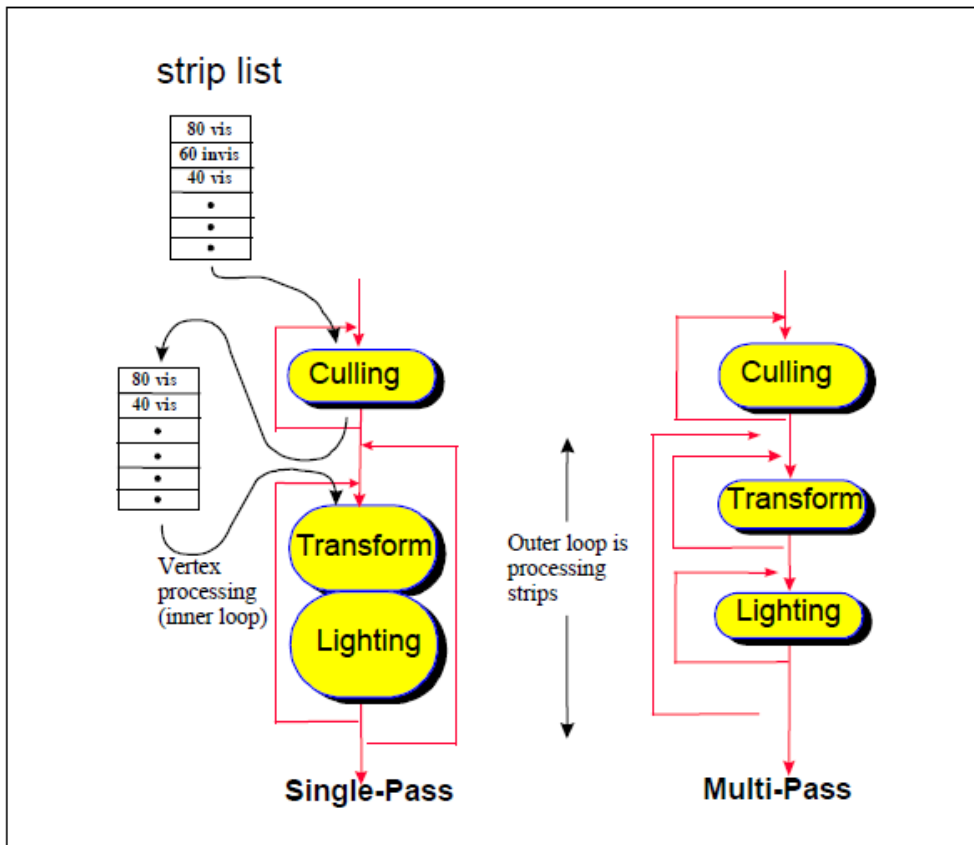 strip list
80 vis
60 invis
40 vis
•
•
•
80 vis
40 vis
•
•
•
•
Culling
Vertex
processing
(inner loop)
Transform
Lighting
Single-Pass
Outer loop is
processing
strips
Culling
Transform
Lighting
Multi-Pass